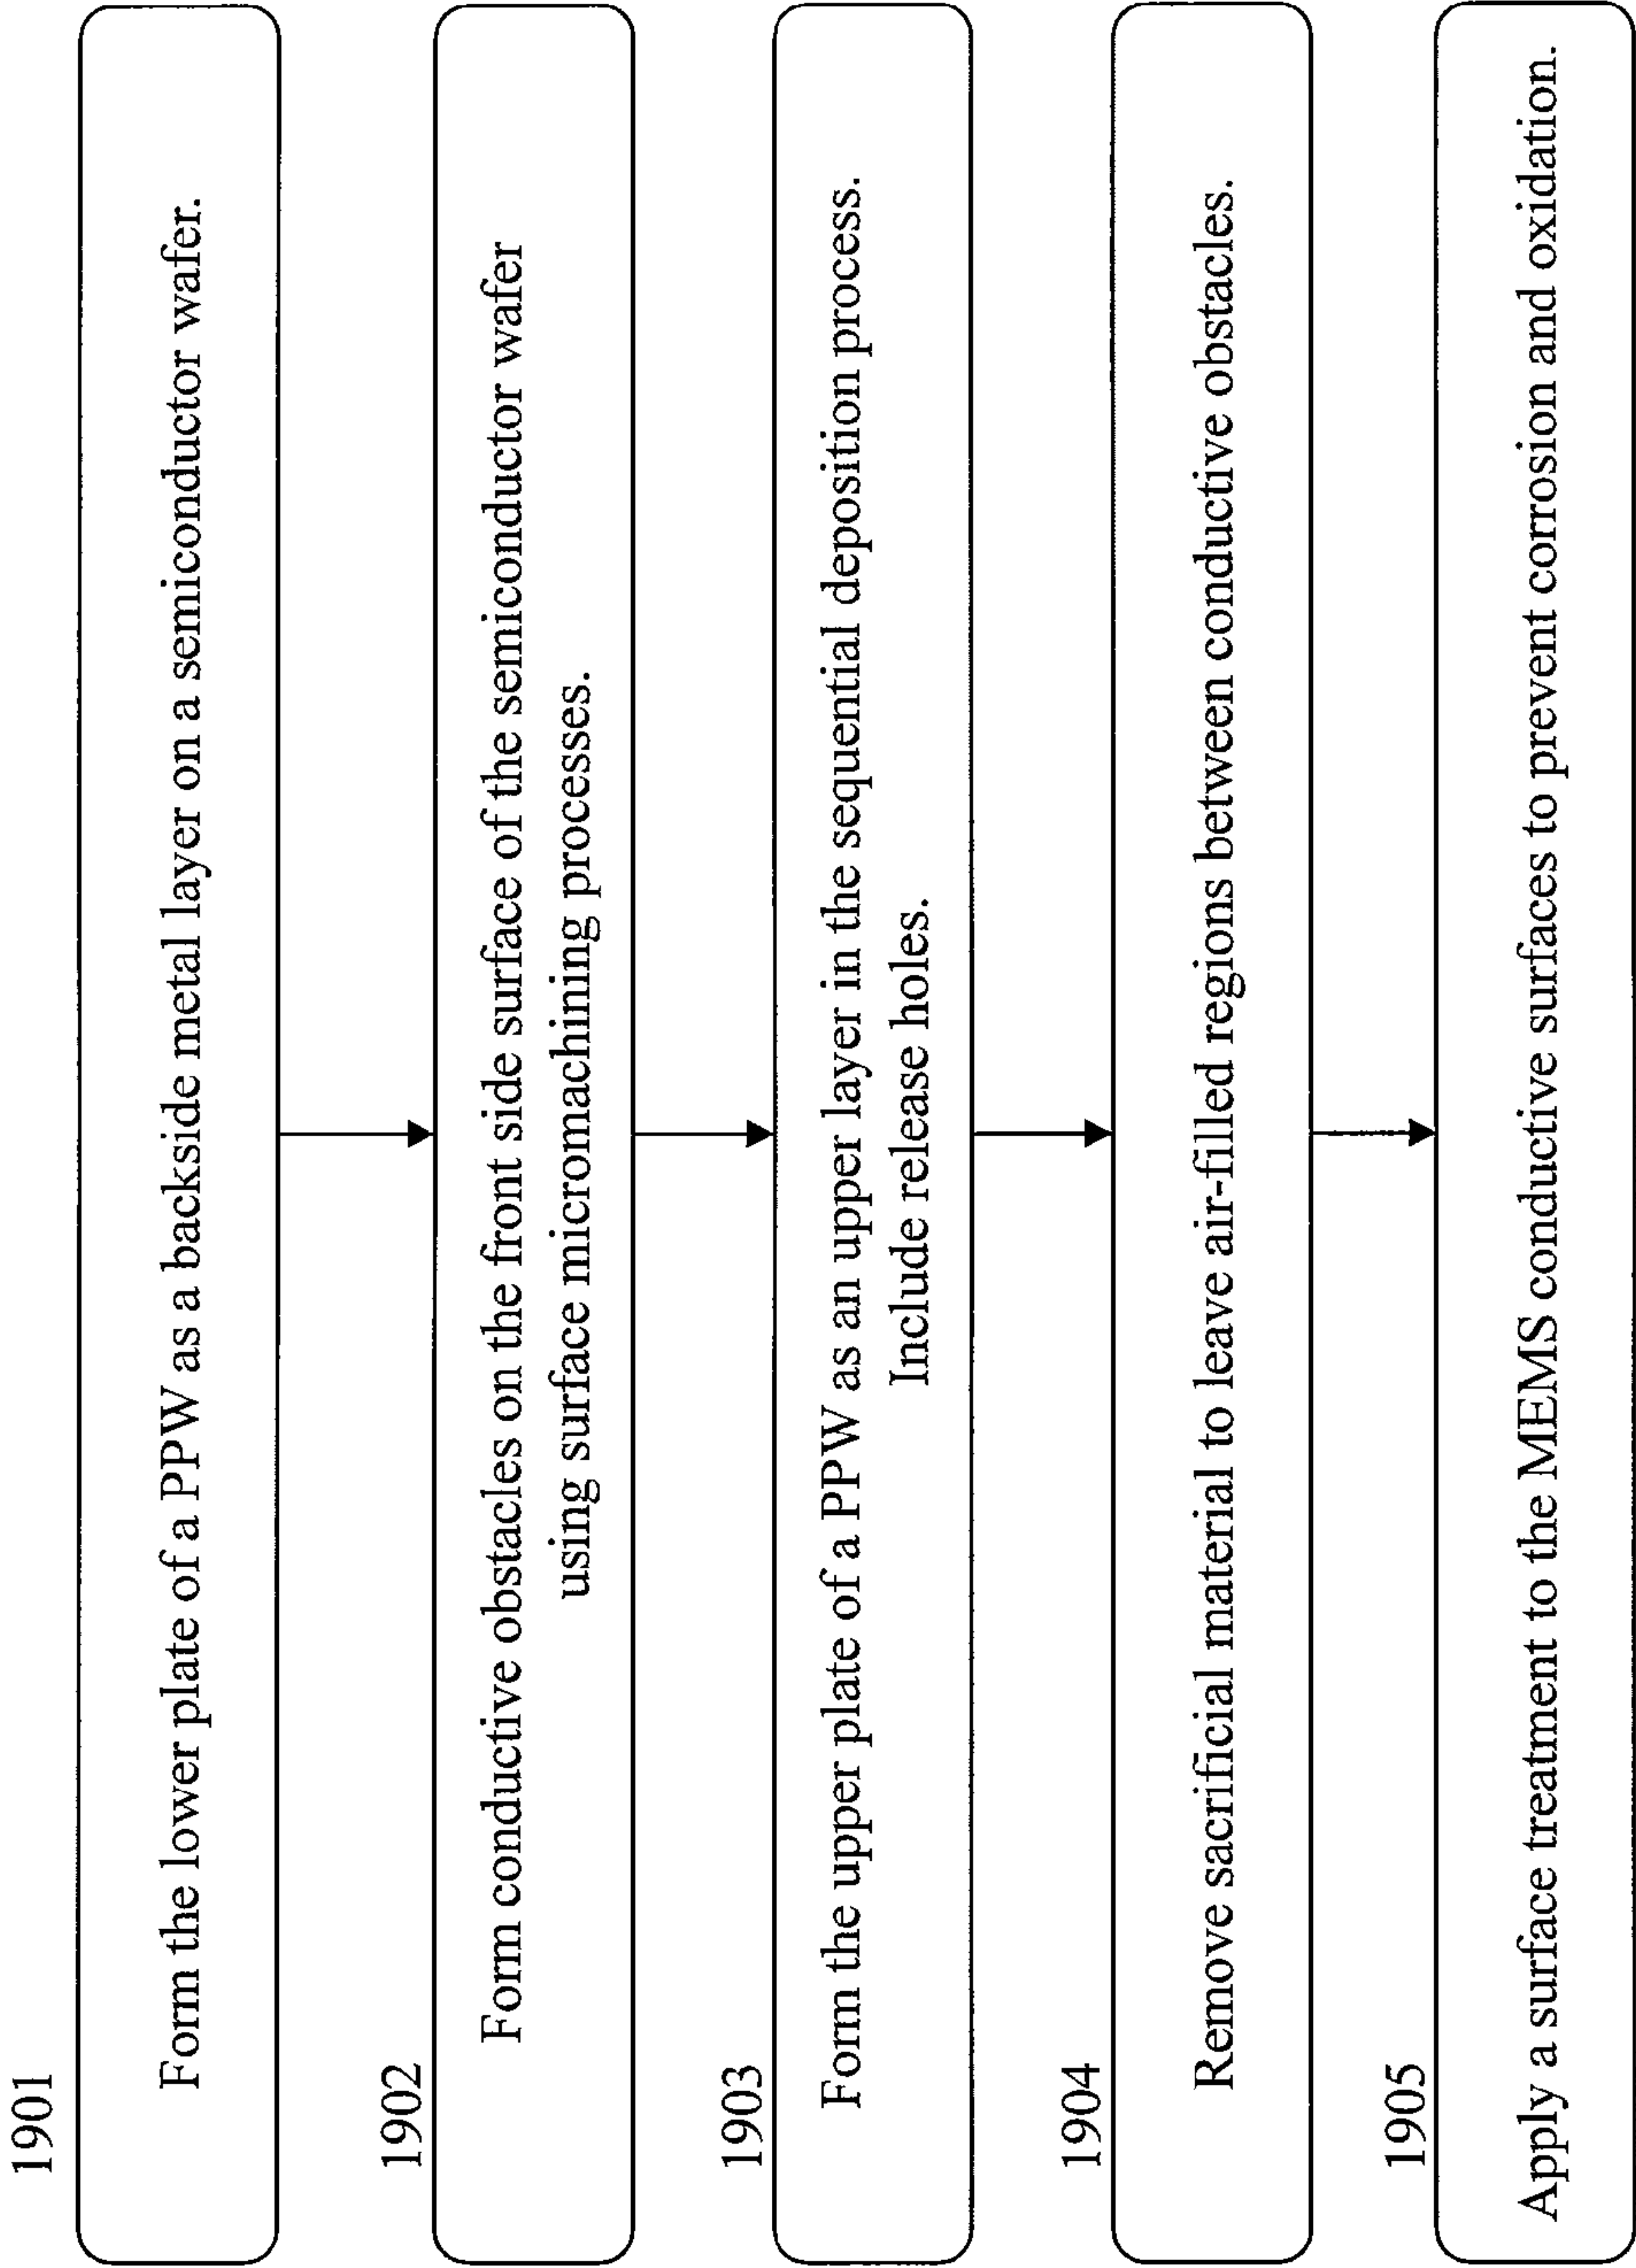 1901
Form the lower plate of a PPW as a backside metal layer on a semiconductor wafer.
1902
Form conductive obstacles on the front side surface of the semiconductor wafer
using surface micromachining processes.
1903
Form the upper plate of a PPW as an upper layer in the sequential deposition process.
Include release holes.
1904
Remove sacrificial material to leave air-filled regions between conductive obstacles.
1905
Apply a surface treatment to the MEMS conductive surfaces to prevent corrosion and oxidation.